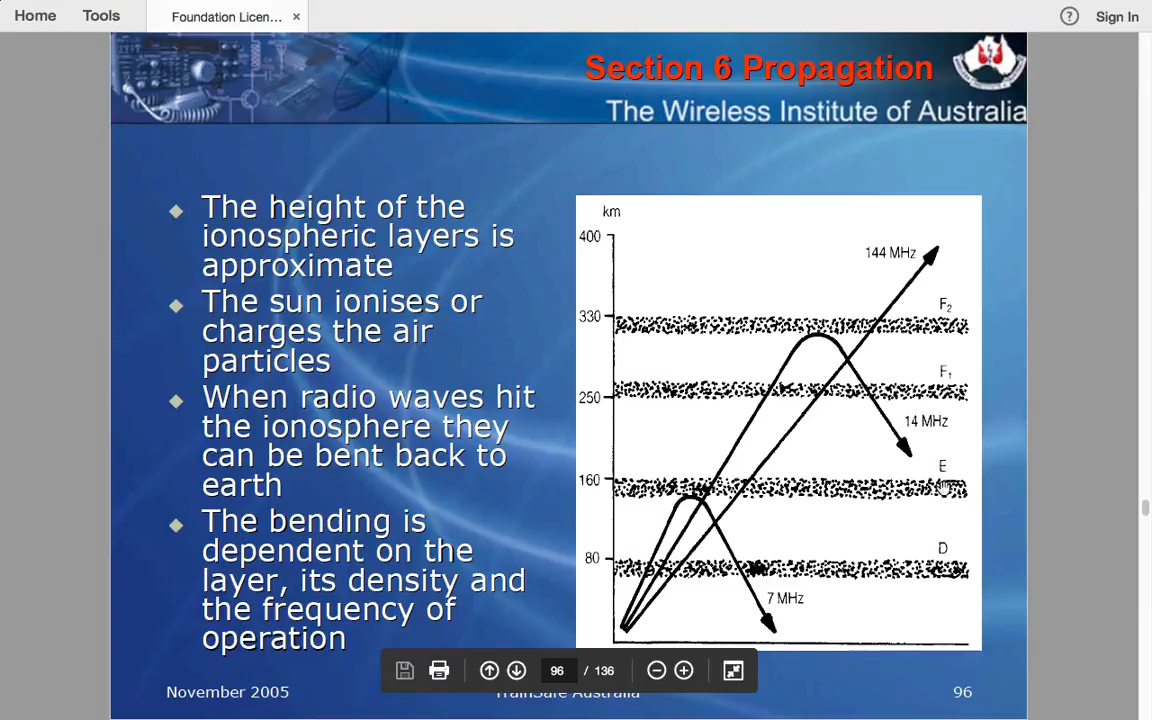 Home
Tools
Foundation Licen...
×
?
Sign In
Section 6 Propagation
The Wireless Institute of Australia
The height of the
ionospheric layers is
approximate
The sun ionises or
charges the air
particles
When radio waves hit
the ionosphere they
can be bent back to
earth
The bending is
dependent on the
layer, its density and
the frequency of
operation
km
400
144 MHz
F₂
330
F₁
250
14 MHz
E
160
D
80
7 MHz
96 / 136
November 2005
TrainSafe Australia
96